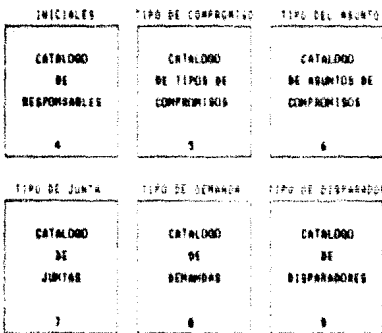 INICIALES TIPO DE COMPROMISO TIPO DEL ASUNTO
CATALOGO CATALOGO CATALOGO
DE DE TIPOS DE DE ASUNTOS DE
RESPONSABLES COMPROMISOS COMPROMISOS
4 5 6
TIPO DE JUNTA TIPO DE DEMANDA TIPO DE DISPARADOR
CATALOGO CATALOGO CATALOGO
DE DE DE
JUNTAS DEMANDAS DISPARADORES
7 8 9